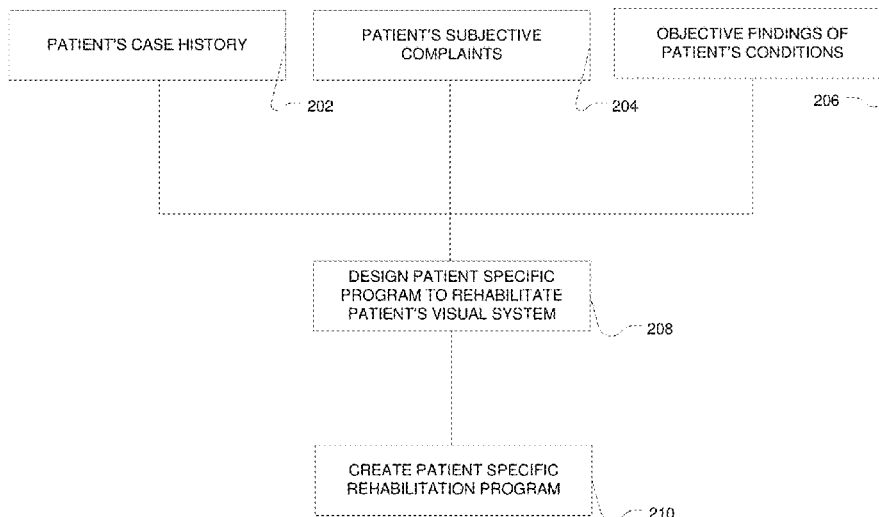 PATIENT'S CASE HISTORY
PATIENT'S SUBJECTIVE
COMPLAINTS
OBJECTIVE FINDINGS OF
PATIENT'S CONDITIONS
202
204
206
DESIGN PATIENT SPECIFIC
PROGRAM TO REHABILITATE
PATIENT'S VISUAL SYSTEM
208
CREATE PATIENT SPECIFIC
REHABILITATION PROGRAM
210